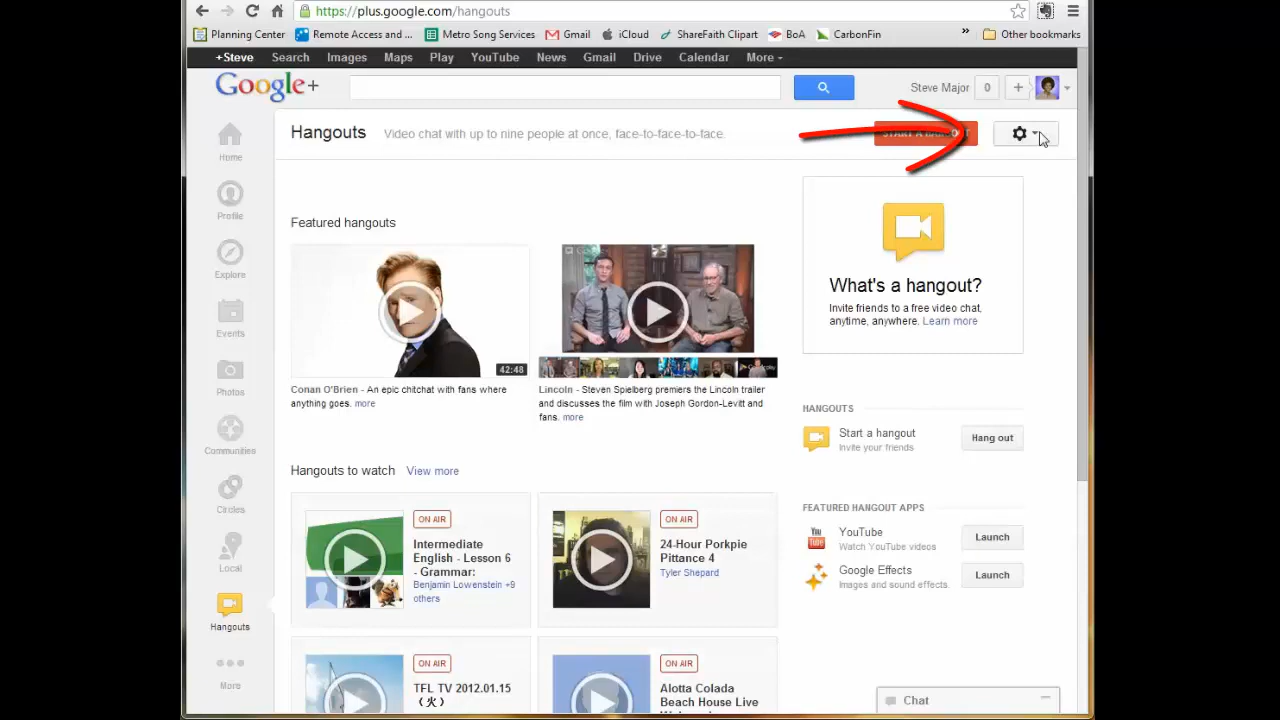 https://plus.google.com/hangouts
Planning Center Remote Access and ... Metro Song Services Gmail iCloud ShareFaith Clipart BoA CarbonFin » Other bookmarks
+Steve Search Images Maps Play YouTube News Gmail Drive Calendar More
Google+
Steve Major 0 +
Hangouts Video chat with up to nine people at once, face-to-face-to-face.
START A HANGOUT
Home
Profile
Explore
Events
Photos
Communities
Circles
Local
Hangouts
More
Featured hangouts
42:48
Conan O'Brien - An epic chitchat with fans where
anything goes. more
Lincoln - Steven Spielberg premiers the Lincoln trailer
and discusses the film with Joseph Gordon-Levitt and
fans. more
Hangouts to watch View more
ON AIR
Intermediate
English - Lesson 6
- Grammar:
Benjamin Lowenstein +9
others
ON AIR
24-Hour Porkpie
Pittance 4
Tyler Shepard
ON AIR
TFL TV 2012.01.15
(火)
ON AIR
Alotta Colada
Beach House Live
What's a hangout?
Invite friends to a free video chat,
anytime, anywhere. Learn more
HANGOUTS
Start a hangout
Invite your friends
Hang out
FEATURED HANGOUT APPS
You
Tube
YouTube
Watch YouTube videos
Launch
Google Effects
Images and sound effects.
Launch
Chat